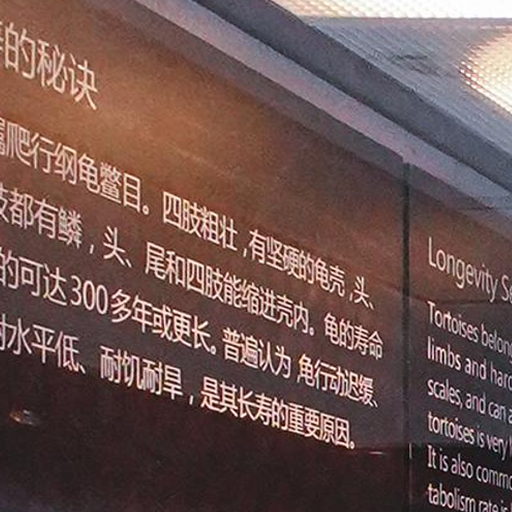 的秘诀
属爬行纲龟鳖目。四肢粗壮,有坚硬的龟壳,头、
肢都有鳞,头、尾和四肢能缩进壳内。龟的寿命
的可达300多年或更长。普遍认为 龟行动迟缓、
谢水平低、耐饥耐旱,是其长寿的重要原因。
Longevity
Tortoises belong
limbs and hard
scales, and can
tortoises is very
It is also commo
tabolism rate is